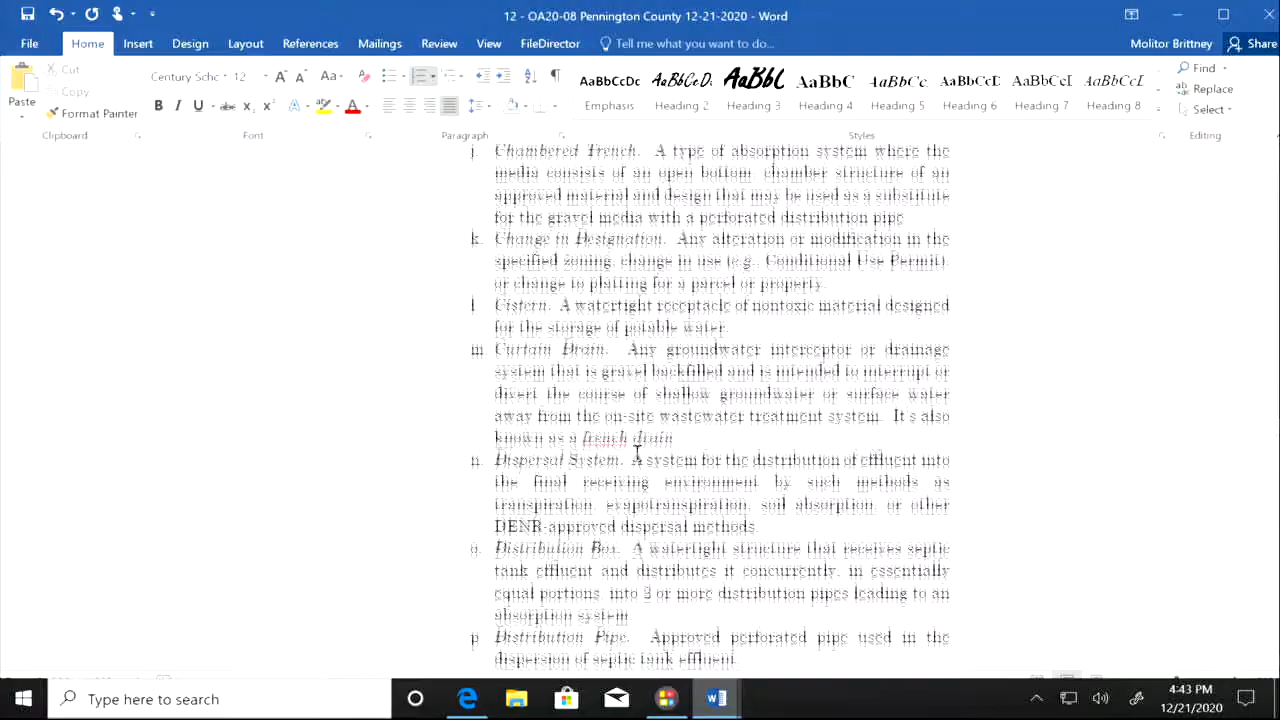 12 - OA20-08 Pennington County 12-21-2020 - Word
File Home Insert Design Layout References Mailings Review View FileDirector Tell me what you want to do... Molitor Brittney Share
Cut
Copy
Paste
Format Painter
Century Sch 12
Aa
B I U abc x2 x2 A A
AaBbCcDc AaBbCcD AaBbC AaBbC AaBbCc AaBbCcD AaBbCcI AaBbCcI
Emphasis Heading 2 Heading 3 Heading 4 Heading 5 Heading 6 Heading 7 Heading 8
Find
Replace
Select
Clipboard Font Paragraph Styles Editing
j. Chambered Trench. A type of absorption system where the
media consists of an open bottom, chamber structure of an
approved material and design that may be used as a substitute
for the gravel media with a perforated distribution pipe.
k. Change in Designation. Any alteration or modification in the
specified zoning, change in use (e.g., Conditional Use Permit),
or change to platting for a parcel or property.
l. Cistern. A watertight receptacle of nontoxic material designed
for the storage of potable water.
m. Curtain Drain. Any groundwater interceptor or drainage
system that is gravel backfilled and is intended to interrupt or
divert the course of shallow groundwater or surface water
away from the on-site wastewater treatment system. It's also
known as a french drain.
n. Dispersal System. A system for the distribution of effluent into
the final receiving environment by such methods as
transpiration, evapotranspiration, soil absorption, or other
DENR-approved dispersal methods.
o. Distribution Box. A watertight structure that receives septic
tank effluent and distributes it concurrently, in essentially
equal portions, into 2 or more distribution pipes leading to an
absorption system.
p. Distribution Pipe. Approved perforated pipe used in the
dispersion of septic tank effluent.
Type here to search
4:43 PM
12/21/2020